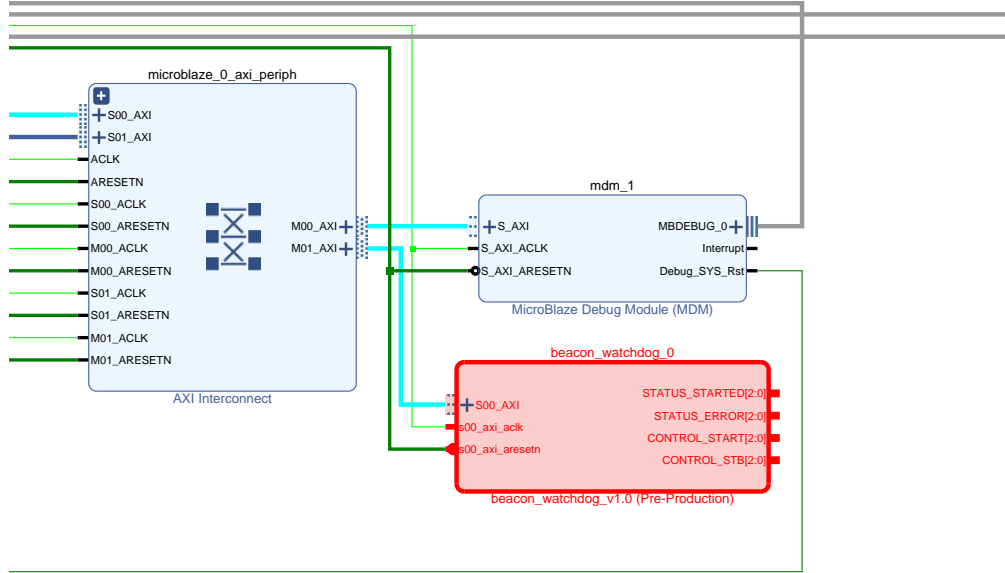 microblaze_0_axi_periph
S00_AXI
S01_AXI
ACLK
ARESETN
S00_ACLK
S00_ARESETN
M00_ACLK
M00_ARESETN
S01_ACLK
S01_ARESETN
M01_ACLK
M01_ARESETN
M00_AXI
M01_AXI
AXI Interconnect
mdm_1
S_AXI
S_AXI_ACLK
S_AXI_ARESETN
MBDEBUG_0
Interrupt
Debug_SYS_Rst
MicroBlaze Debug Module (MDM)
beacon_watchdog_0
S00_AXI
s00_axi_aclk
s00_axi_aresetn
STATUS_STARTED[2:0]
STATUS_ERROR[2:0]
CONTROL_START[2:0]
CONTROL_STB[2:0]
beacon_watchdog_v1.0 (Pre-Production)